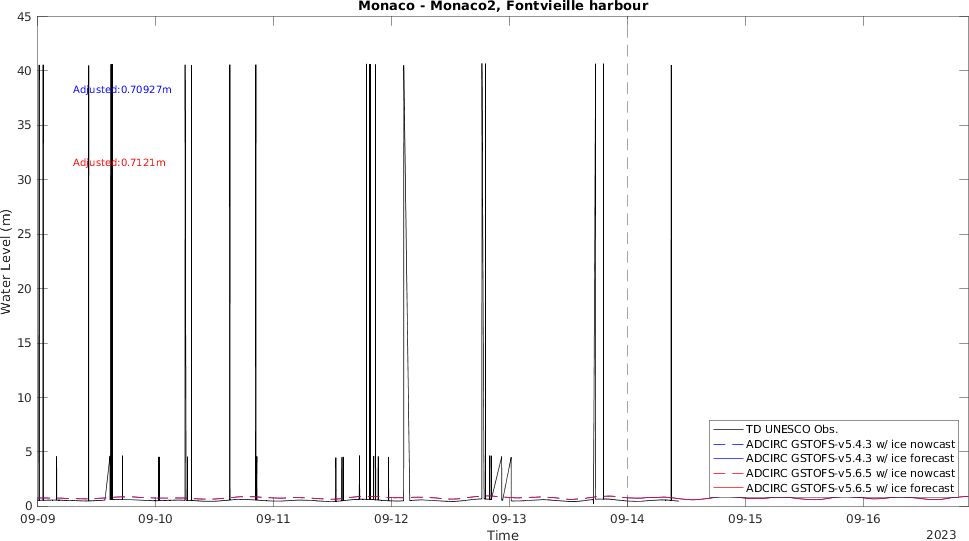 Monaco - Monaco2, Fontvieille harbour
45
40
35
30
25
20
15
10
5
0
Water Level (m)
Adjusted:0.70927m
Adjusted:0.7121m
TD UNESCO Obs.
ADCIRC GSTOFS-v5.4.3 w/ ice nowcast
ADCIRC GSTOFS-v5.4.3 w/ ice forecast
ADCIRC GSTOFS-v5.6.5 w/ ice nowcast
ADCIRC GSTOFS-v5.6.5 w/ ice forecast
09-09 09-10 09-11 09-12 09-13 09-14 09-15 09-16
Time
2023